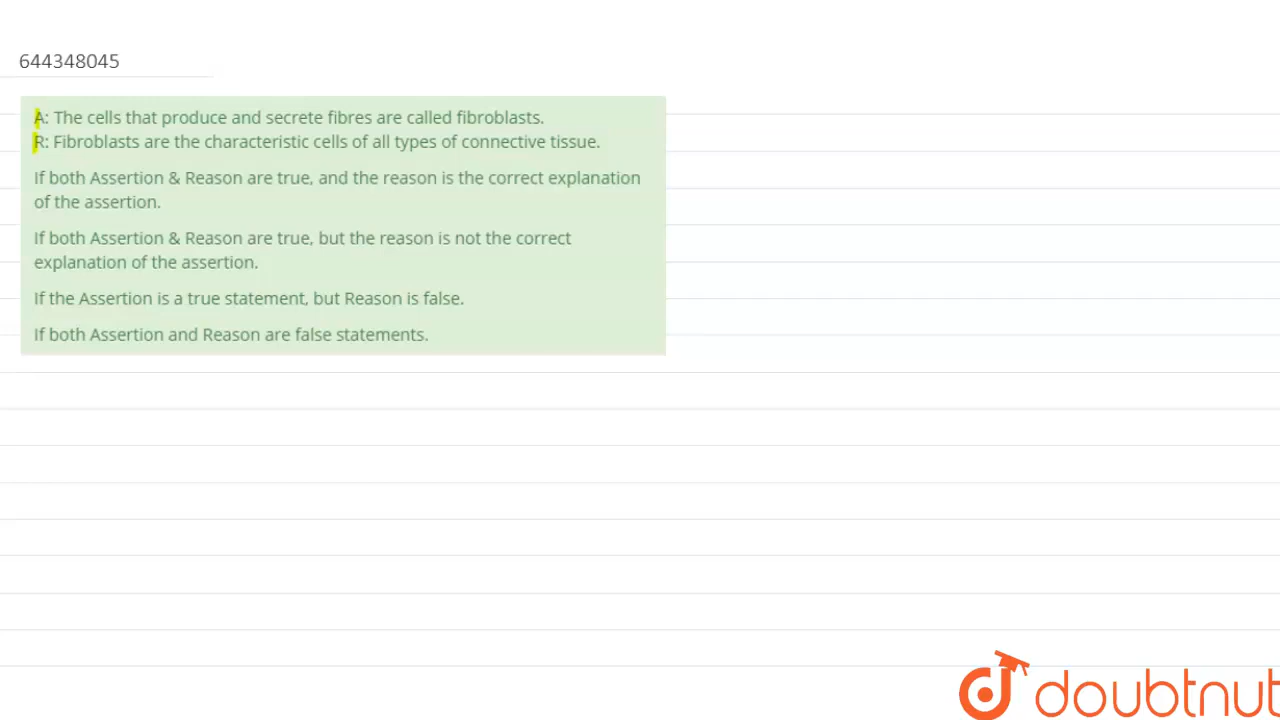 644348045
A: The cells that produce and secrete fibres are called fibroblasts.
R: Fibroblasts are the characteristic cells of all types of connective tissue.
If both Assertion & Reason are true, and the reason is the correct explanation
of the assertion.
If both Assertion & Reason are true, but the reason is not the correct
explanation of the assertion.
If the Assertion is a true statement, but Reason is false.
If both Assertion and Reason are false statements.
doubtnut